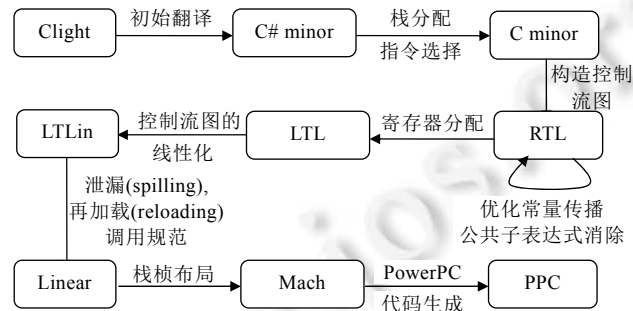 Clight
初始翻译
C# minor
栈分配
指令选择
C minor
构造控制
流图
LTLin
控制流图的
线性化
LTL
寄存器分配
RTL
泄漏(spilling),
再加载(reloading)
调用规范
优化常量传播
公共子表达式消除
Linear
栈桢布局
Mach
PowerPC
代码生成
PPC